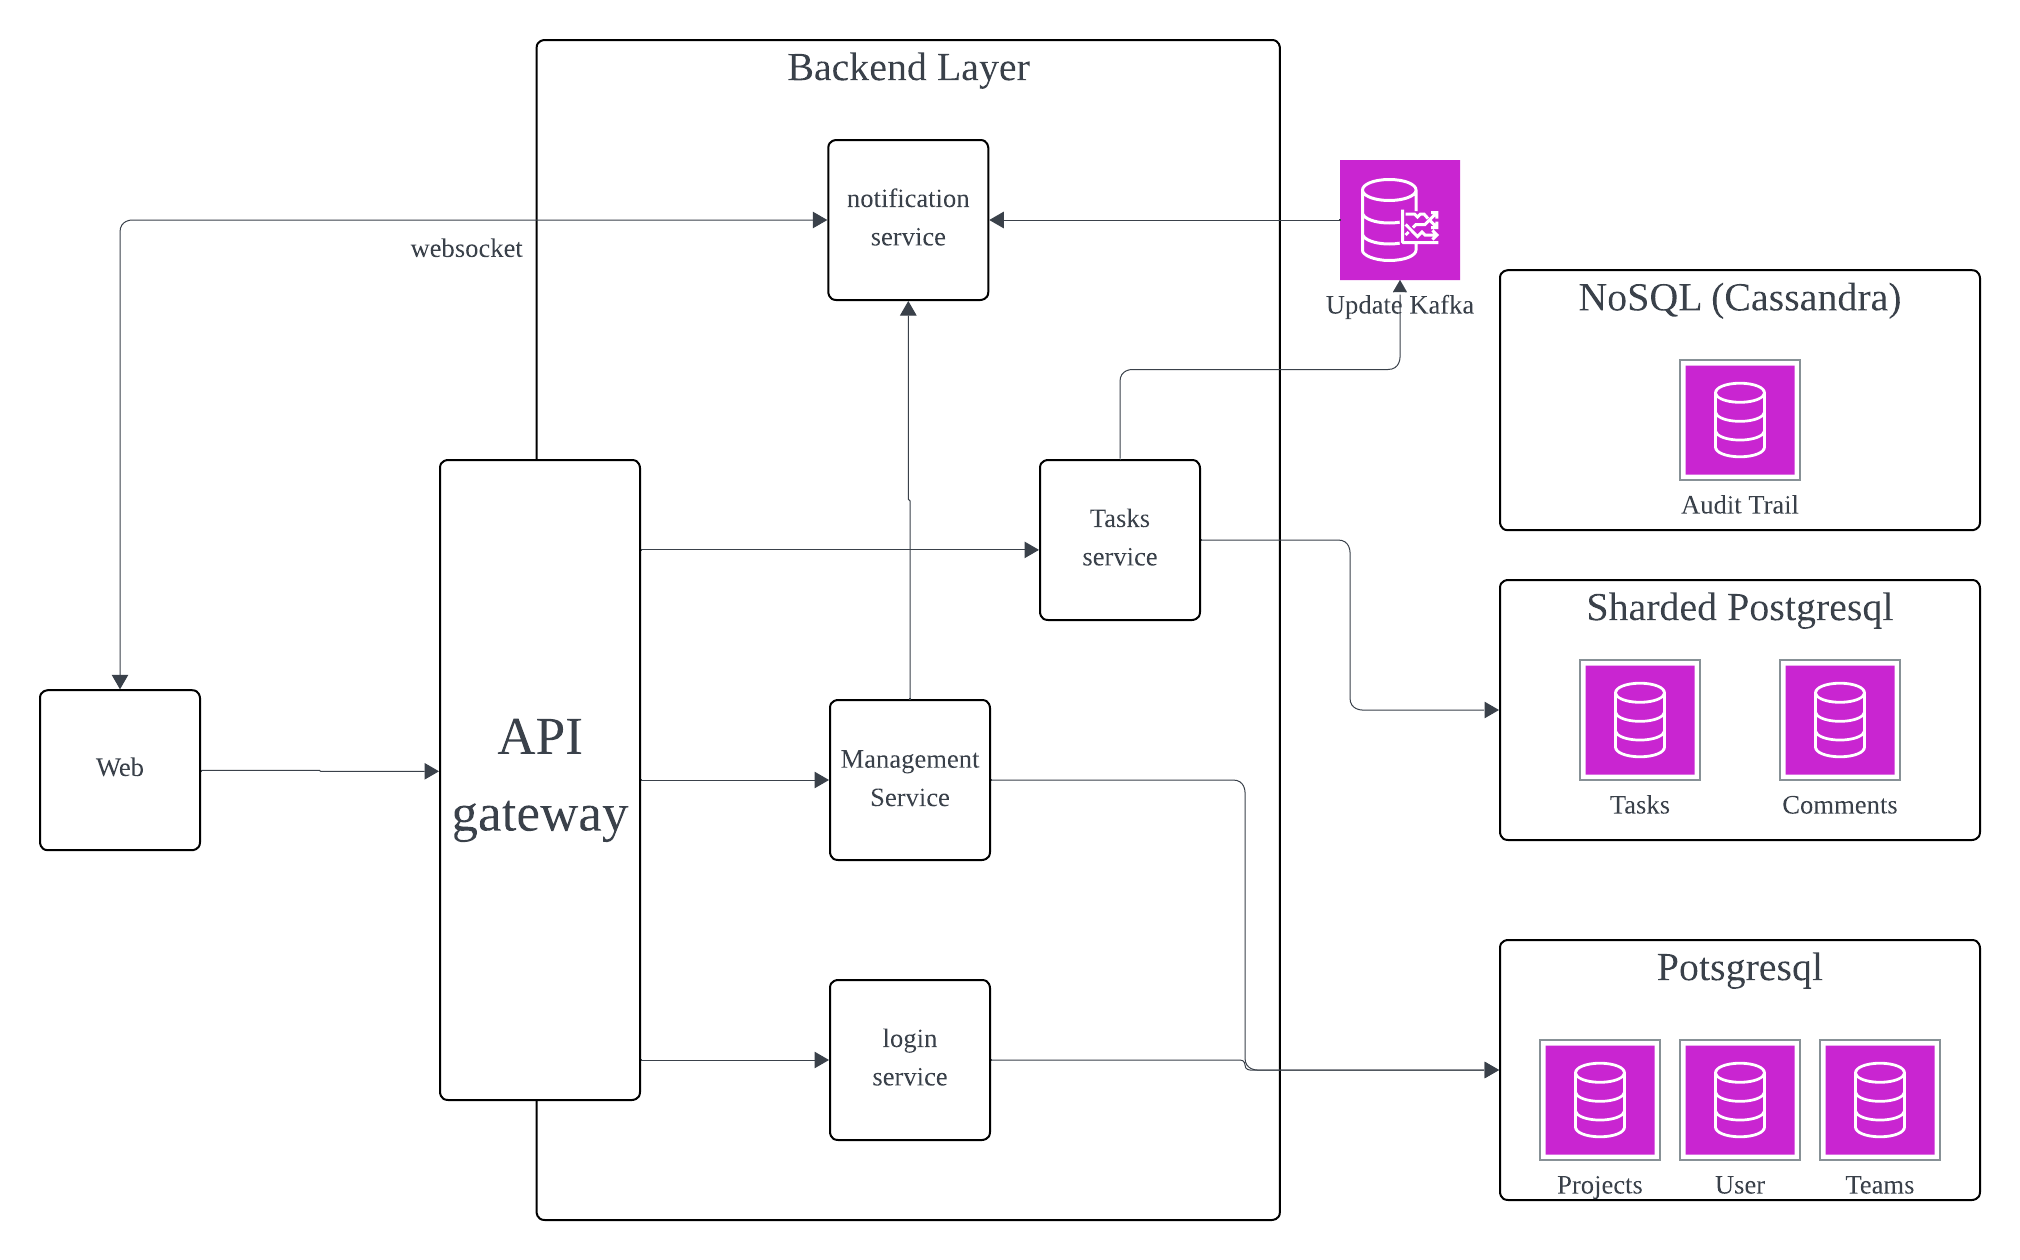 Backend Layer
notification
service
websocket
Update Kafka
NoSQL (Cassandra)
Audit Trail
Tasks
service
Sharded Postgresql
Tasks
Comments
API
gateway
Web
Management
Service
login
service
Potsgresql
Projects
User
Teams